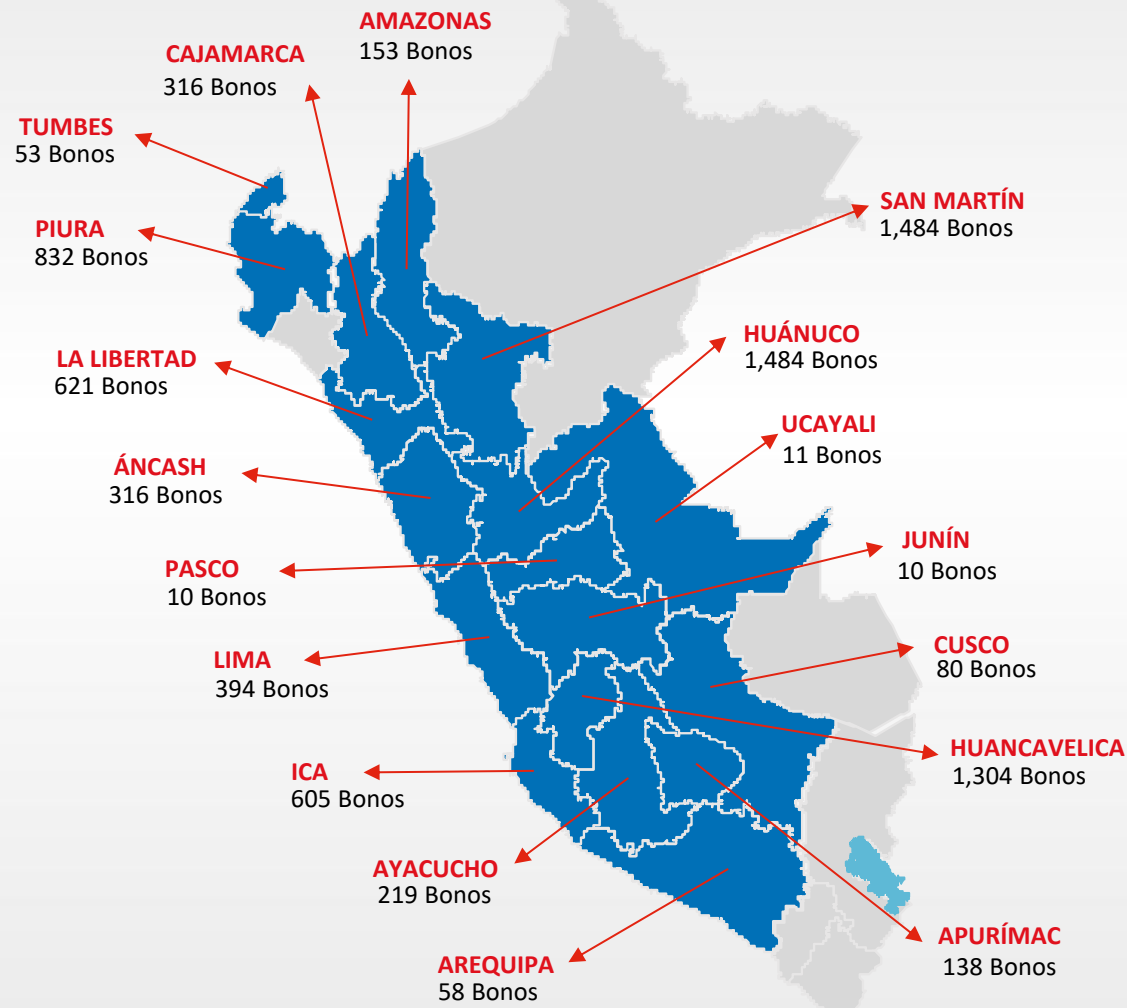 AMAZONAS
153 Bonos
CAJAMARCA
316 Bonos
TUMBES
53 Bonos
PIURA
832 Bonos
SAN MARTÍN
1,484 Bonos
LA LIBERTAD
621 Bonos
HUÁNUCO
1,484 Bonos
UCAYALI
11 Bonos
ÁNCASH
316 Bonos
JUNÍN
10 Bonos
PASCO
10 Bonos
LIMA
394 Bonos
CUSCO
80 Bonos
HUANCAVELICA
1,304 Bonos
ICA
605 Bonos
AYACUCHO
219 Bonos
APURÍMAC
138 Bonos
AREQUIPA
58 Bonos